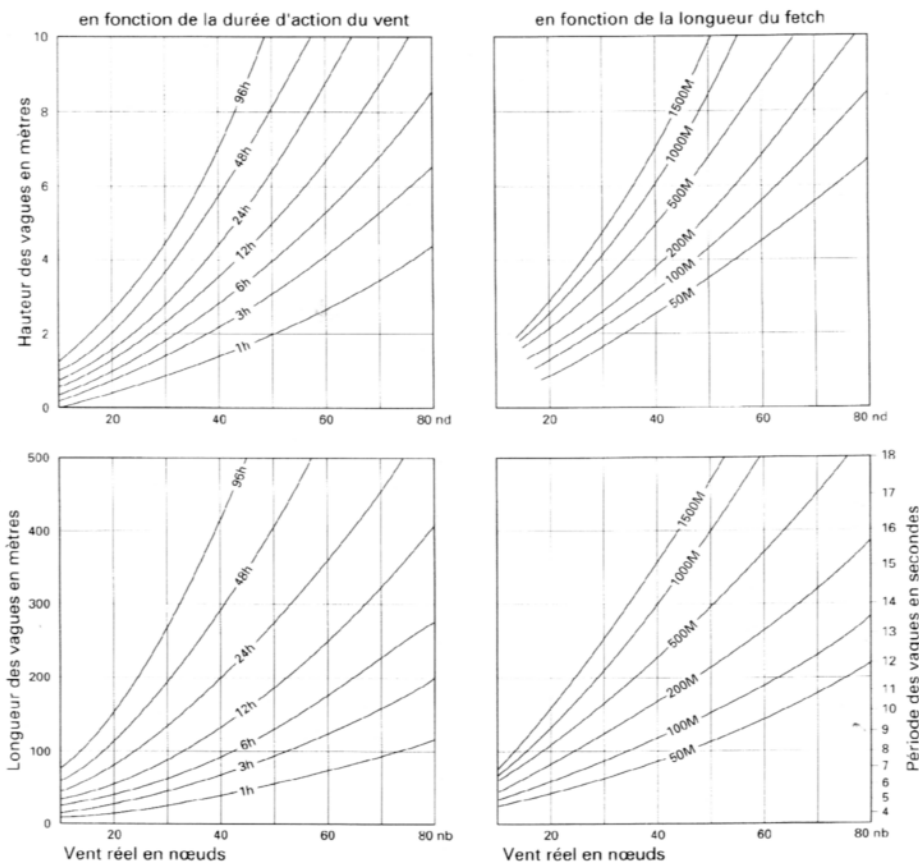 en fonction de la durée d'action du vent
en fonction de la longueur du fetch
Hauteur des vagues en mètres
10
8
6
4
2
0
96h
48h
24h
12h
6h
3h
1h
20
40
60
80 nd
1500M
1000M
500M
200M
100M
50M
20
40
60
80 nd
Longueur des vagues en mètres
500
400
300
200
100
0
96h
48h
24h
12h
6h
3h
1h
20
40
60
80 nb
Vent réel en nœuds
1500M
1000M
500M
200M
100M
50M
20
40
60
80 nb
Vent réel en nœuds
18
17
16
15
14
13
12
11
10
9
8
7
6
5
4
Période des vagues en secondes